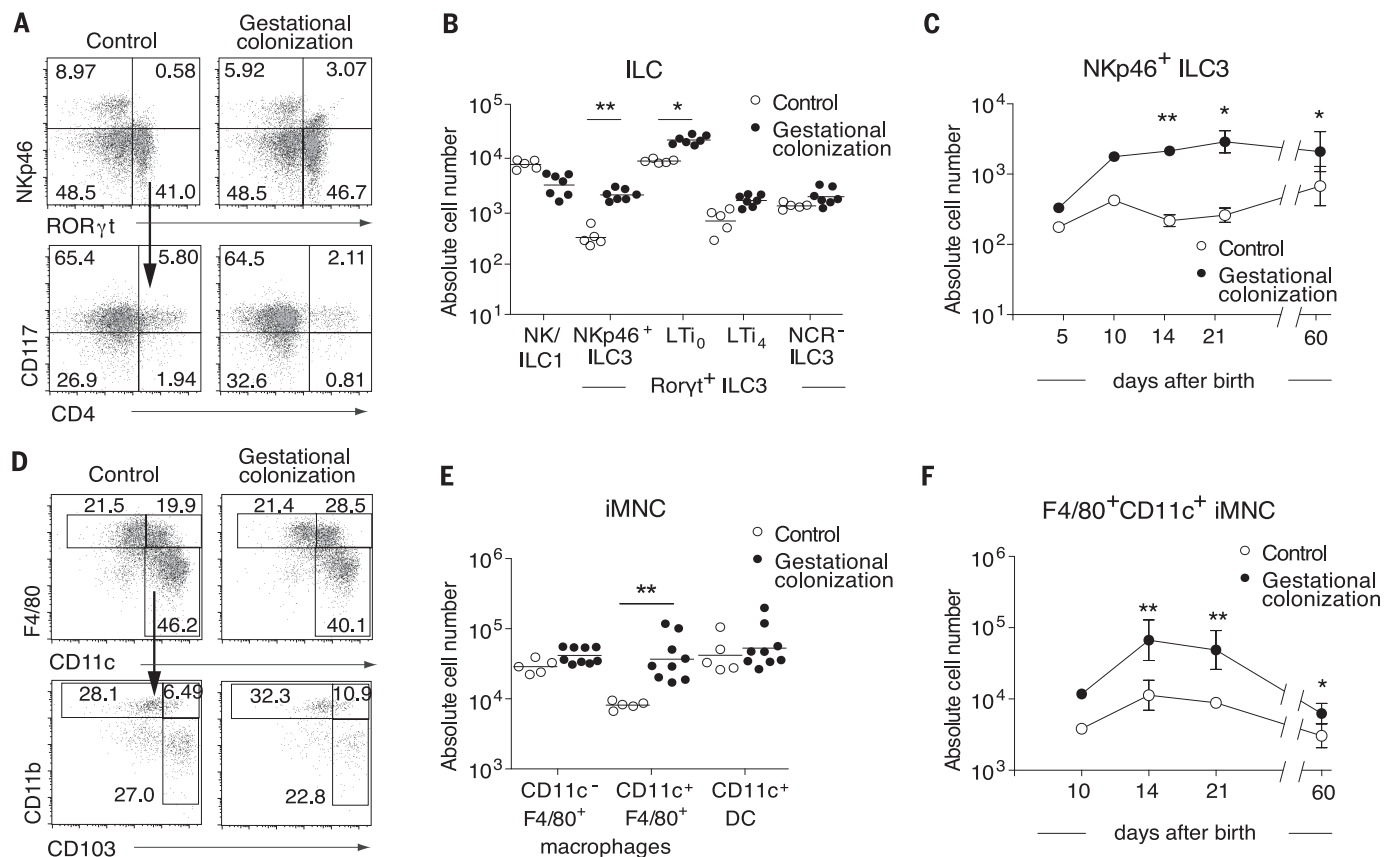 A
Control
Gestational
colonization
8.97 0.58
48.5 41.0
5.92 3.07
48.5 46.7
NKp46
RORγt
65.4 5.80
26.9 1.94
64.5 2.11
32.6 0.81
CD117
CD4
B
ILC
Control
Gestational
colonization
** *
Absolute cell number
10⁵
10⁴
10³
10²
10¹
NK/
ILC1
NKp46⁺
ILC3
LTi₀
LTi₄
NCR⁻
ILC3
Rorγt⁺ ILC3
C
NKp46⁺ ILC3
Absolute cell number
10⁴
10³
10²
10¹
** * *
Control
Gestational
colonization
5 10 14 21 60
days after birth
D
Control
Gestational
colonization
21.5 19.9
46.2
21.4 28.5
40.1
F4/80
CD11c
28.1 6.49
27.0
32.3 10.9
22.8
CD11b
CD103
E
iMNC
Control
Gestational
colonization
**
Absolute cell number
10⁶
10⁵
10⁴
10³
CD11c⁻
F4/80⁺
CD11c⁺
F4/80⁺
CD11c⁺
DC
macrophages
F
F4/80⁺CD11c⁺ iMNC
Control
Gestational
colonization
Absolute cell number
10⁶
10⁵
10⁴
10³
** ** *
10 14 21 60
days after birth